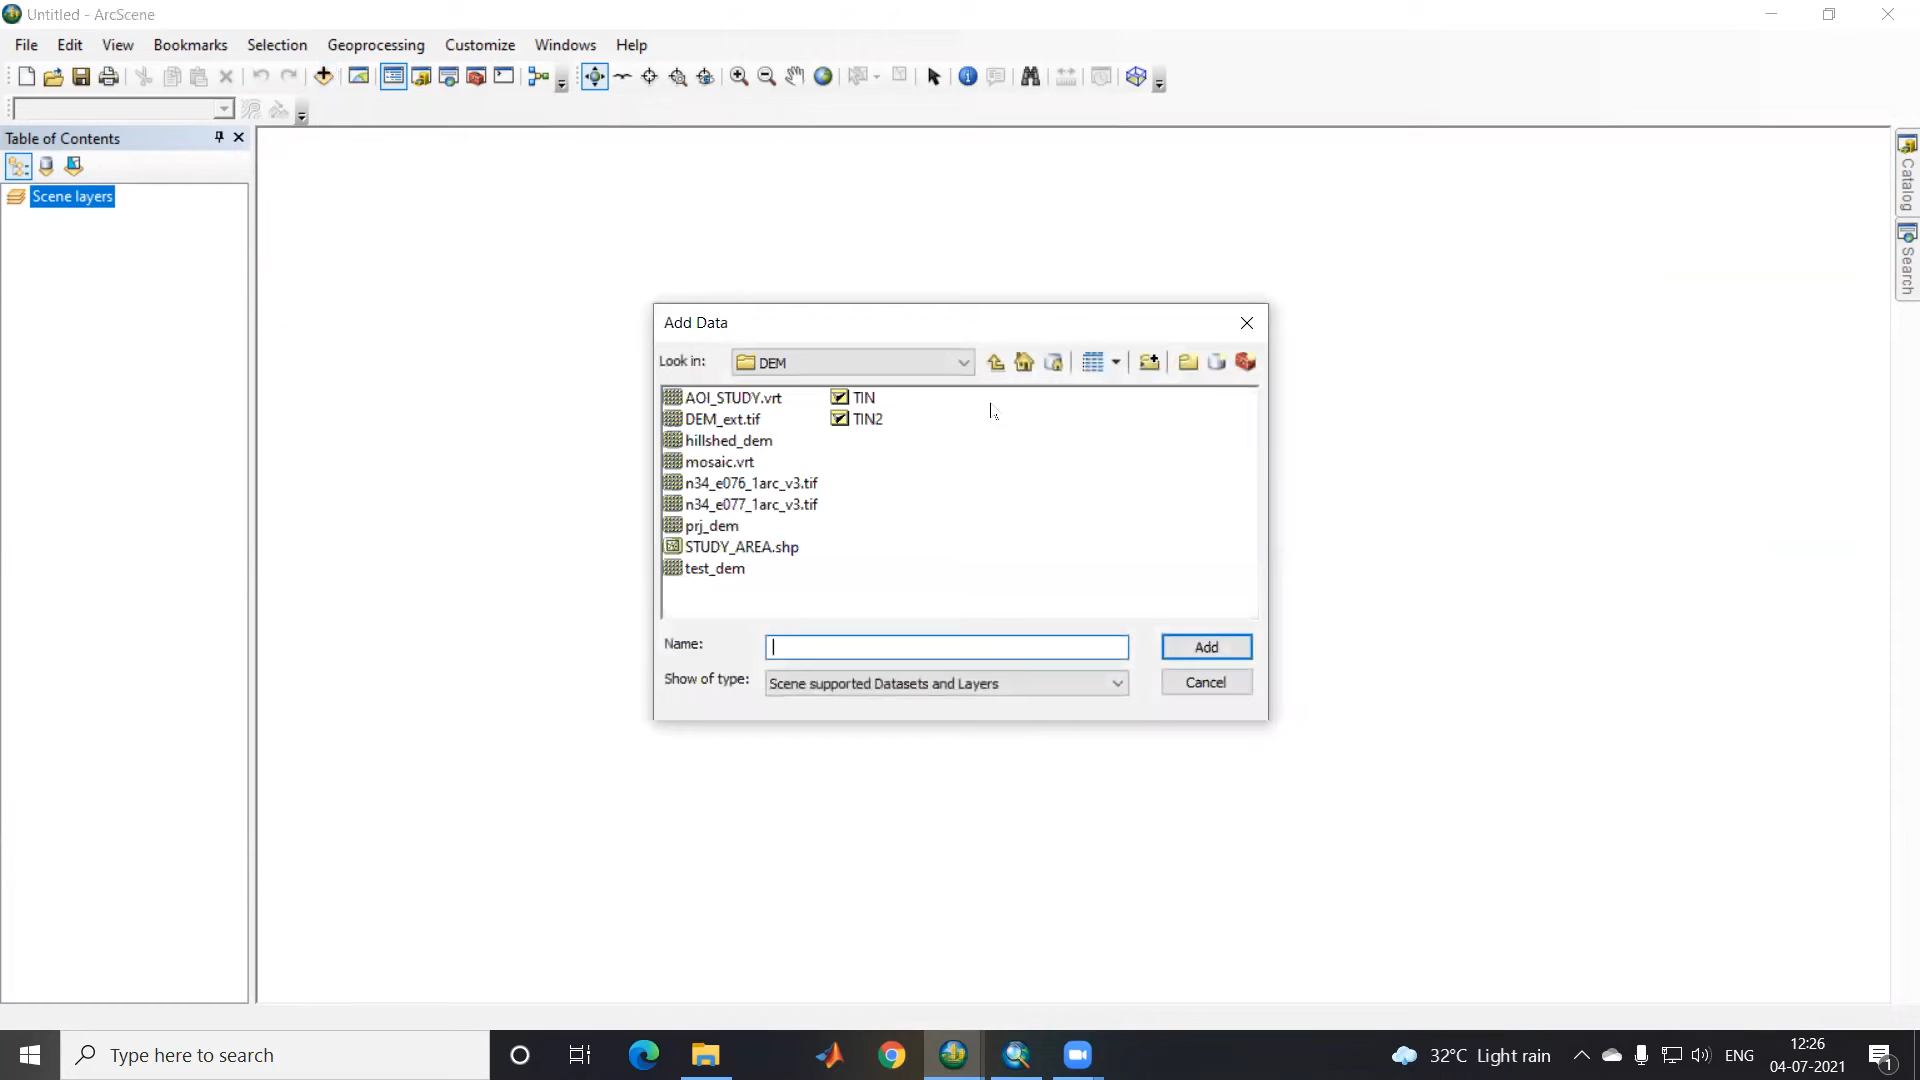 Untitled - ArcScene
File Edit View Bookmarks Selection Geoprocessing Customize Windows Help
Table of Contents
Scene layers
Catalog
Search
Add Data
Look in: DEM
AOI_STUDY.vrt
DEM_ext.tif
hillshed_dem
mosaic.vrt
n34_e076_1arc_v3.tif
n34_e077_1arc_v3.tif
prj_dem
STUDY_AREA.shp
test_dem
TIN
TIN2
Name: Add
Show of type: Scene supported Datasets and Layers Cancel
Type here to search
32°C Light rain
ENG
12:26
04-07-2021
1